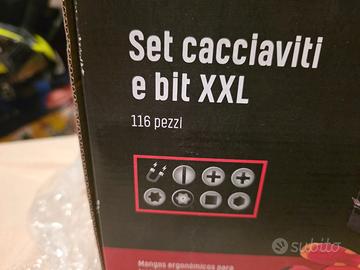 Set cacciaviti
e bit XXL
116 pezzi
Mangos ergonómicos para
subito